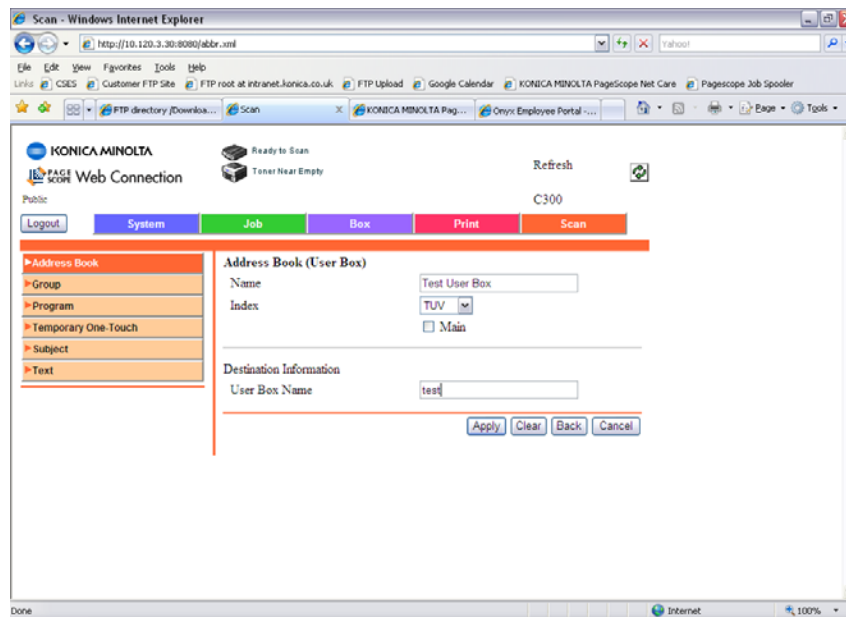 Scan - Windows Internet Explorer
http://10.120.3.30:8080/abbr.xml
Yahoo!
File Edit View Favorites Tools Help
Links CSES Customer FTP Site FTP root at intranet.konica.co.uk FTP Upload Google Calendar KONICA MINOLTA PageScope Net Care Pagescope Job Spooler
FTP directory /Downloa... Scan KONICA MINOLTA Pag... Onyx Employee Portal -... Page Tools
KONICA MINOLTA
Ready to Scan
PAGE SCOPE Web Connection
Toner Near Empty
Refresh
Public
C300
Logout System Job Box Print Scan
Address Book
Group
Program
Temporary One-Touch
Subject
Text
Address Book (User Box)
Name Test User Box
Index TUV
Main
Destination Information
User Box Name test
Apply Clear Back Cancel
Done Internet 100%